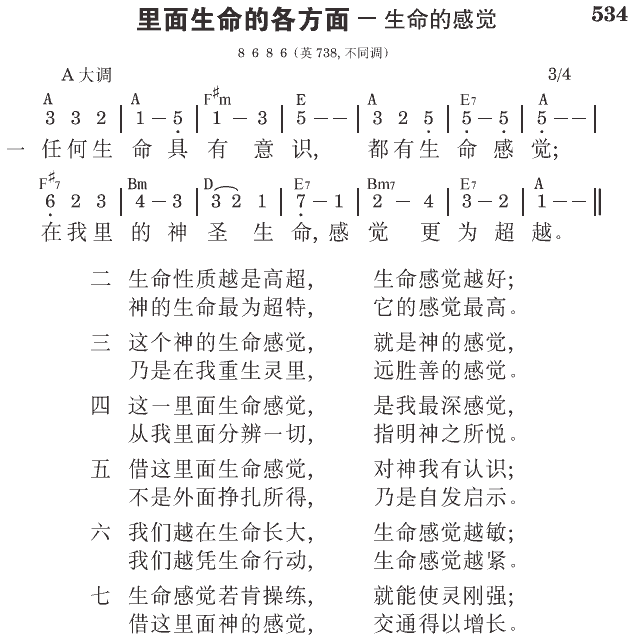 里面生命的各方面－生命的感觉 534
8 6 8 6 (英 738, 不同调)
A 大调 3/4
A A F♯m E A E7 A
3 3 2 | 1 – 5 | 1 – 3 | 5 – – | 3 2 5 | 5 – 5 | 5 – – |
一 任何生 命 具 有 意 识, 都有生 命 感 觉;
F♯7 Bm D E7 Bm7 E7 A
6 2 3 | 4 – 3 | 3 2 1 | 7 – 1 | 2 – 4 | 3 – 2 | 1 – – ‖
在我里 的 神 圣 生 命, 感 觉 更 为 超 越。
二 生命性质越是高超, 生命感觉越好;
神的生命最为超特, 它的感觉最高。
三 这个神的生命感觉, 就是神的感觉,
乃是在我重生灵里, 远胜善的感觉。
四 这一里面生命感觉, 是我最深感觉,
从我里面分辨一切, 指明神之所悦。
五 借这里面生命感觉, 对神我有认识;
不是外面挣扎所得, 乃是自发启示。
六 我们越在生命长大, 生命感觉越敏;
我们越凭生命行动, 生命感觉越紧。
七 生命感觉若肯操练, 就能使灵刚强;
借这里面神的感觉, 交通得以增长。